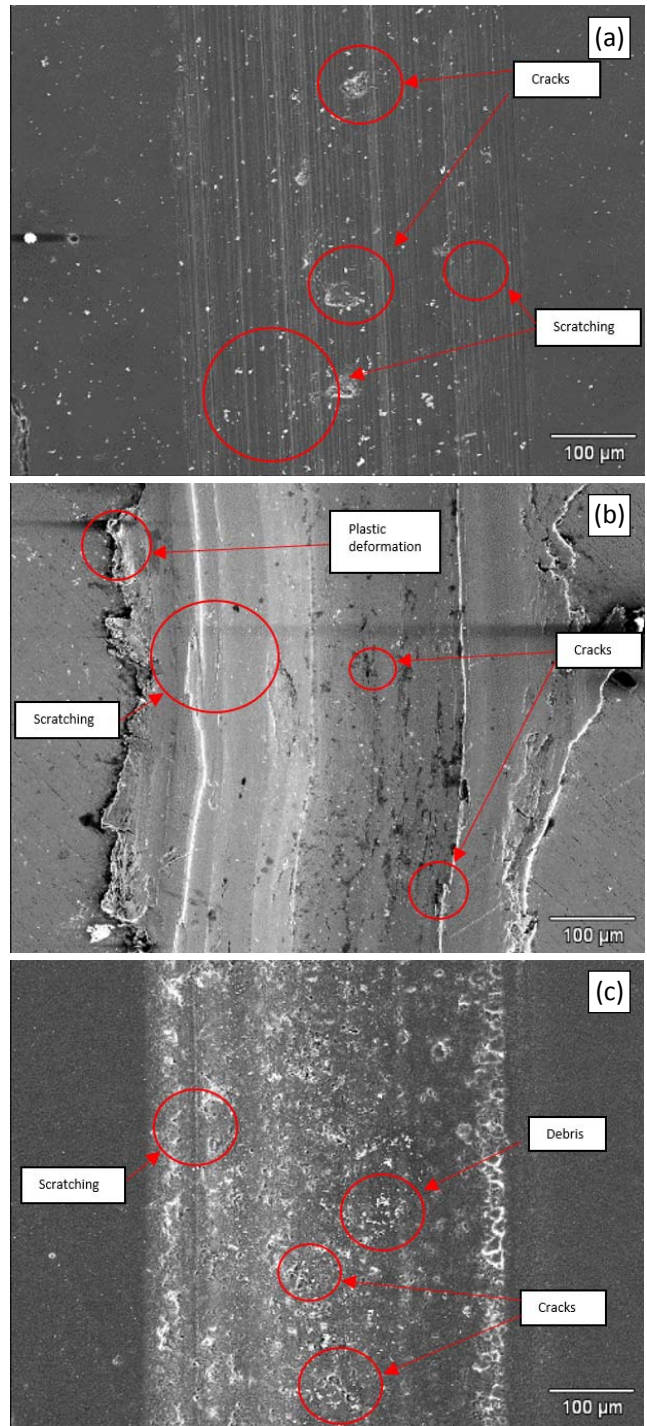 (a)
Cracks
Scratching
100 µm
(b)
Plastic
deformation
Cracks
Scratching
100 µm
(c)
Debris
Scratching
Cracks
100 µm